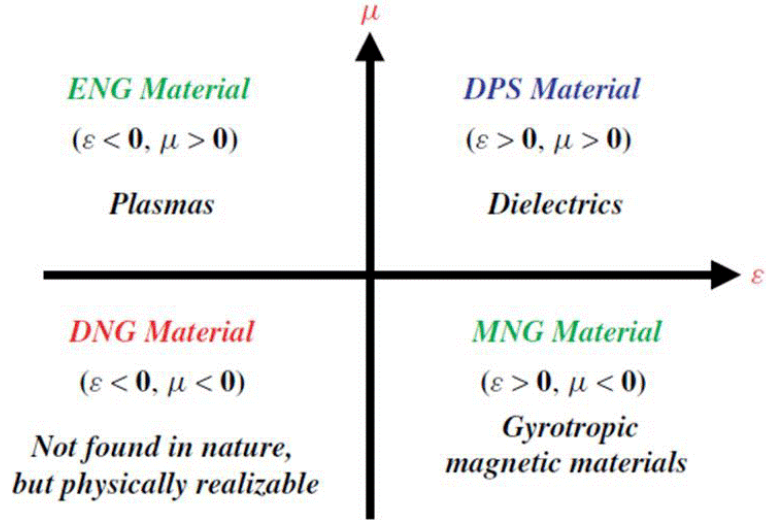 μ
ENG Material
(ε < 0, μ > 0)
Plasmas
DPS Material
(ε > 0, μ > 0)
Dielectrics
ε
DNG Material
(ε < 0, μ < 0)
Not found in nature,
but physically realizable
MNG Material
(ε > 0, μ < 0)
Gyrotropic
magnetic materials